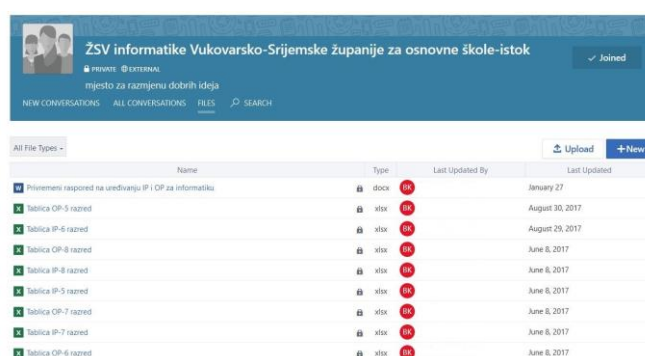 ŽSV informatike Vukovarsko-Srijemske županije za osnovne škole-istok
✓ Joined
PRIVATE EXTERNAL
mjesto za razmjenu dobrih ideja
NEW CONVERSATIONS ALL CONVERSATIONS FILES SEARCH
All File Types
Upload +New
Name Type Last Updated By Last Updated
Privremeni raspored na uređivanju IP i OP za informatiku docx BK January 27
Tablica OP-5 razred xlsx BK August 30, 2017
Tablica IP-6 razred xlsx BK August 29, 2017
Tablica OP-8 razred xlsx BK June 8, 2017
Tablica IP-8 razred xlsx BK June 8, 2017
Tablica IP-5 razred xlsx BK June 8, 2017
Tablica OP-7 razred xlsx BK June 8, 2017
Tablica IP-7 razred xlsx BK June 8, 2017
Tablica OP-6 razred xlsx BK June 8, 2017